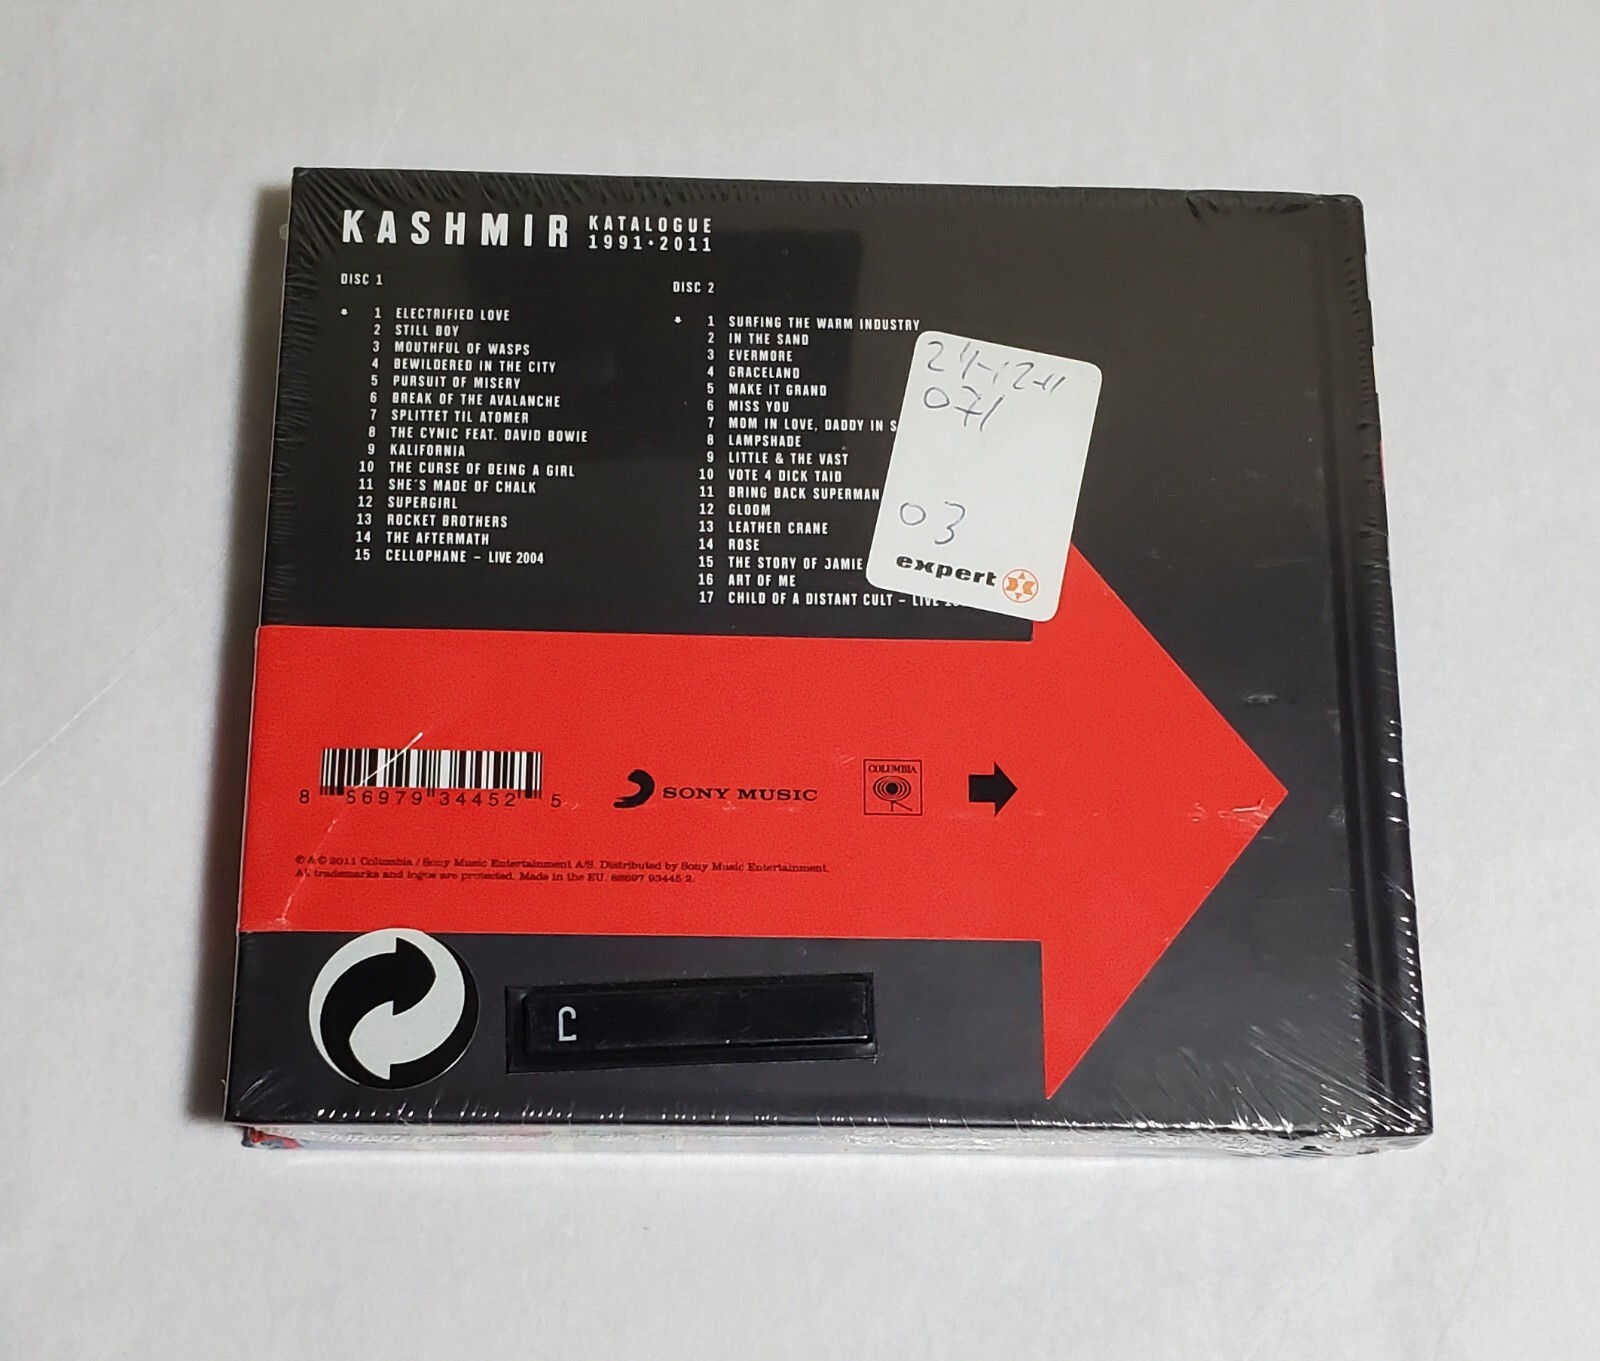 KASHMIR KATALOGUE
1991·2011
DISC 1
* 1 ELECTRIFIED LOVE
2 STILL BOY
3 MOUTHFUL OF WASPS
4 BEWILDERED IN THE CITY
5 PURSUIT OF MISERY
6 BREAK OF THE AVALANCHE
7 SPLITTET TIL ATOMER
8 THE CYNIC FEAT. DAVID BOWIE
9 KALIFORNIA
10 THE CURSE OF BEING A GIRL
11 SHE'S MADE OF CHALK
12 SUPERGIRL
13 ROCKET BROTHERS
14 THE AFTERMATH
15 CELLOPHANE – LIVE 2004
DISC 2
* 1 SURFING THE WARM INDUSTRY
2 IN THE SAND
3 EVERMORE
4 GRACELAND
5 MAKE IT GRAND
6 MISS YOU
7 MOM IN LOVE, DADDY IN S
8 LAMPSHADE
9 LITTLE & THE VAST
10 VOTE 4 DICK TAID
11 BRING BACK SUPERMAN
12 GLOOM
13 LEATHER CRANE
14 ROSE
15 THE STORY OF JAMIE
16 ART OF ME
17 CHILD OF A DISTANT CULT – LIVE
24-12-11
071
03
expert
8 86979 34452 5
SONY MUSIC
COLUMBIA
℗ & © 2011 Columbia / Sony Music Entertainment A/S. Distributed by Sony Music Entertainment.
All trademarks and logos are protected. Made in the EU. 88697 93445 2.